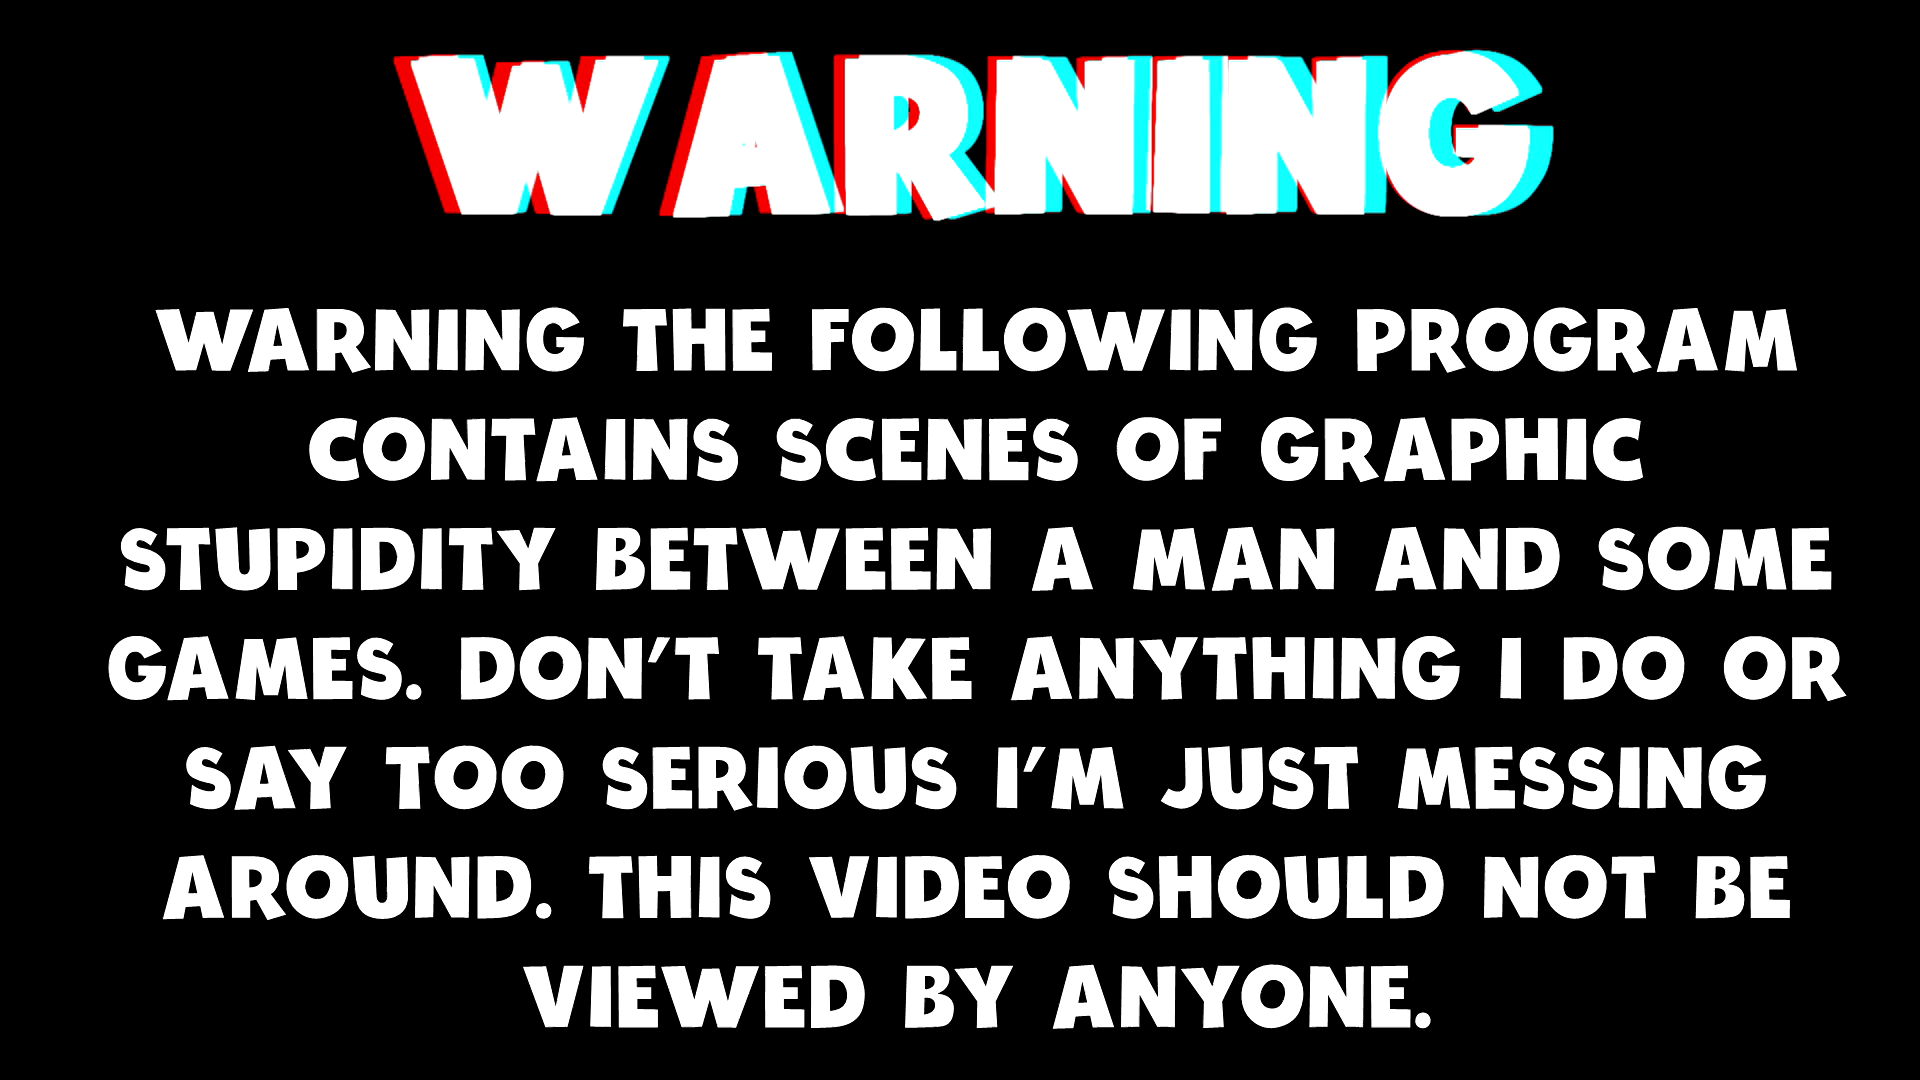 WARNING
WARNING THE FOLLOWING PROGRAM
CONTAINS SCENES OF GRAPHIC
STUPIDITY BETWEEN A MAN AND SOME
GAMES. DON'T TAKE ANYTHING I DO OR
SAY TOO SERIOUS I'M JUST MESSING
AROUND. THIS VIDEO SHOULD NOT BE
VIEWED BY ANYONE.